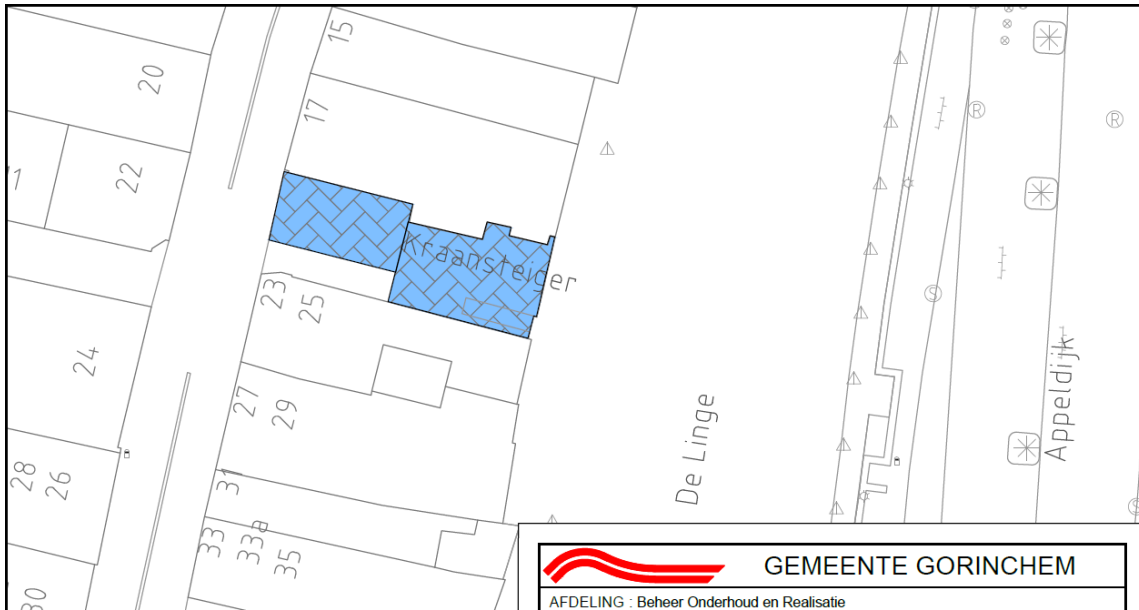 15
20
17
22
Kraansteiger
23
25
24
27
29
De Linge
Appeldijk
28
26
31
33
33a
35
30
R
R
S
S
GEMEENTE GORINCHEM
AFDELING : Beheer Onderhoud en Realisatie